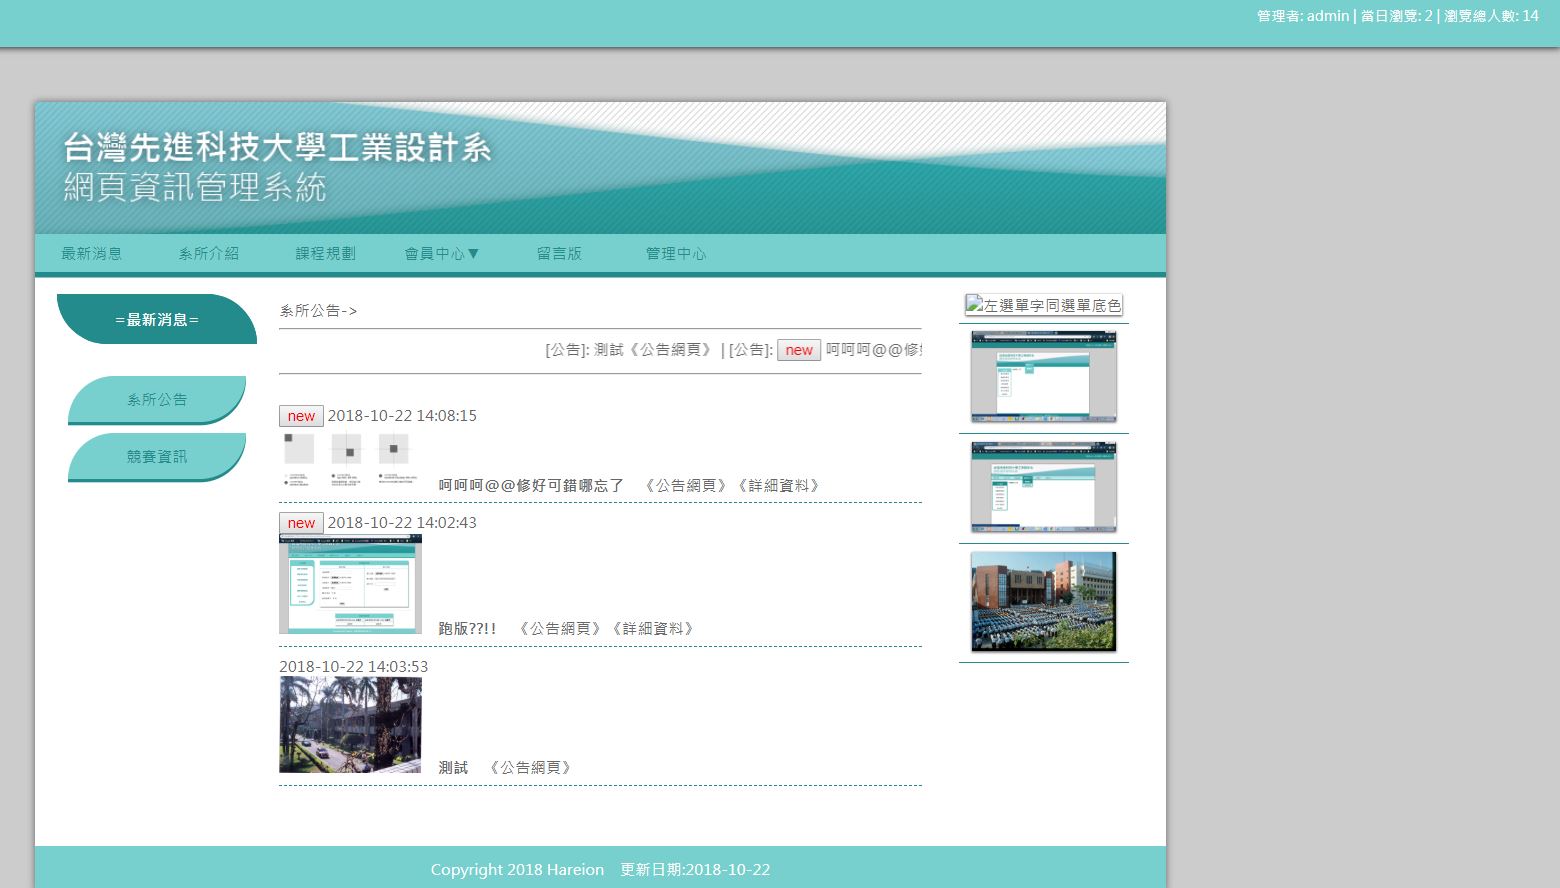 管理者: admin | 當日瀏覽: 2 | 瀏覽總人數: 14
台灣先進科技大學工業設計系
網頁資訊管理系統
最新消息 系所介紹 課程規劃 會員中心▼ 留言版 管理中心
=最新消息=
系所公告
競賽資訊
系所公告->
[公告]: 測試《公告網頁》 | [公告]: new 呵呵呵@@修
new 2018-10-22 14:08:15
呵呵呵@@修好可錯哪忘了 《公告網頁》《詳細資料》
new 2018-10-22 14:02:43
跑版??!! 《公告網頁》《詳細資料》
2018-10-22 14:03:53
測試 《公告網頁》
左選單字同選單底色
Copyright 2018 Hareion 更新日期:2018-10-22